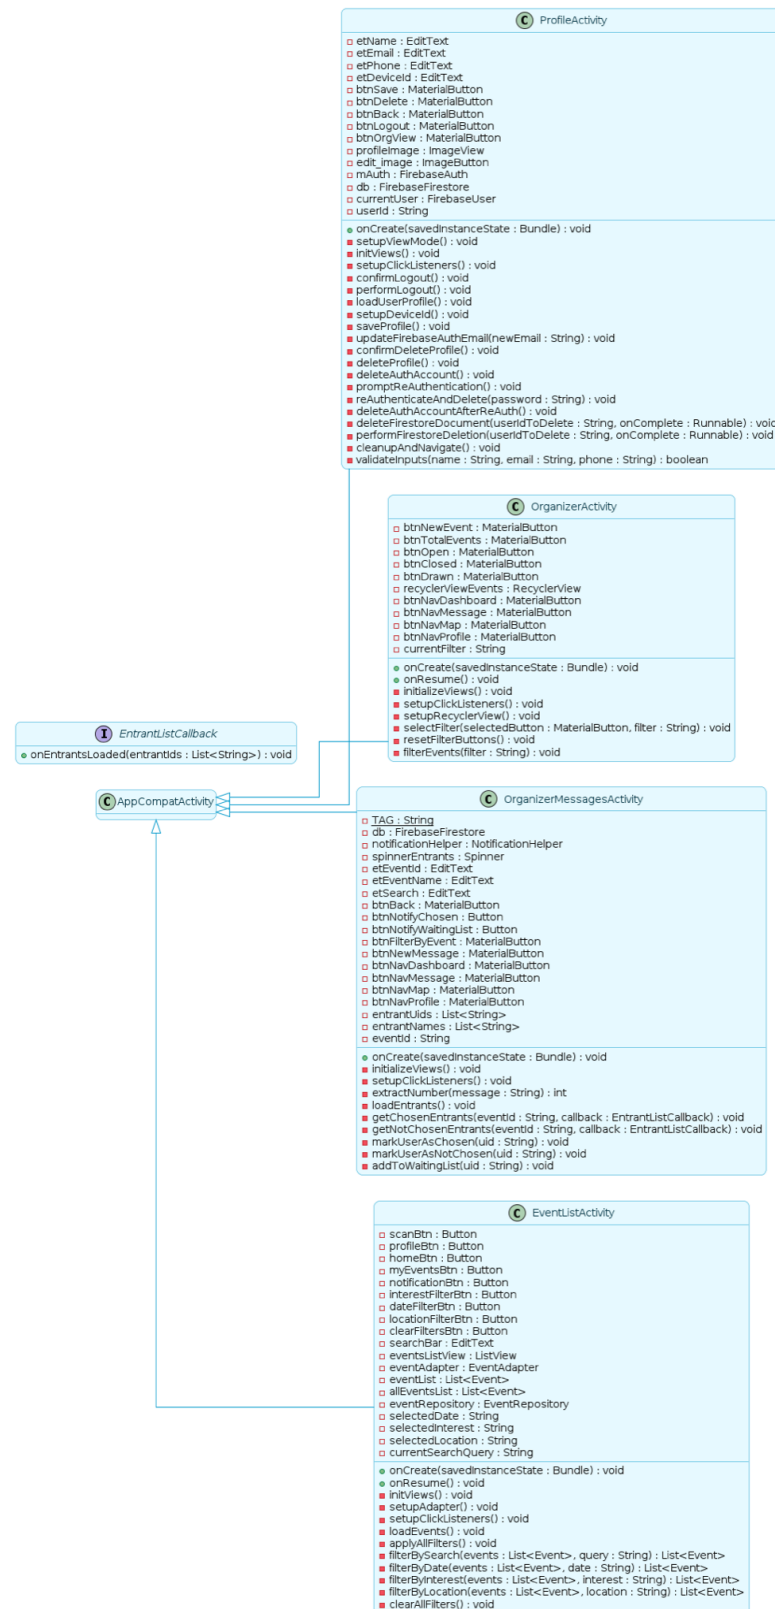 C ProfileActivity
etName : EditText
etEmail : EditText
etPhone : EditText
etDeviceId : EditText
btnSave : MaterialButton
btnDelete : MaterialButton
btnBack : MaterialButton
btnLogout : MaterialButton
btnOrgView : MaterialButton
profileImage : ImageView
edit_image : ImageButton
mAuth : FirebaseAuth
db : FirebaseFirestore
currentUser : FirebaseUser
userId : String
onCreate(savedInstanceState : Bundle) : void
setupViewMode() : void
initViews() : void
setupClickListeners() : void
confirmLogout() : void
performLogout() : void
loadUserProfile() : void
setupDeviceId() : void
saveProfile() : void
updateFirebaseAuthEmail(newEmail : String) : void
confirmDeleteProfile() : void
deleteProfile() : void
deleteAuthAccount() : void
promptReAuthentication() : void
reAuthenticateAndDelete(password : String) : void
deleteAuthAccountAfterReAuth() : void
deleteFirestoreDocument(userIdToDelete : String, onComplete : Runnable) : void
performFirestoreDeletion(userIdToDelete : String, onComplete : Runnable) : void
cleanupAndNavigate() : void
validateInputs(name : String, email : String, phone : String) : boolean
C OrganizerActivity
btnNewEvent : MaterialButton
btnTotalEvents : MaterialButton
btnOpen : MaterialButton
btnClosed : MaterialButton
btnDrawn : MaterialButton
recyclerViewEvents : RecyclerView
btnNavDashboard : MaterialButton
btnNavMessage : MaterialButton
btnNavMap : MaterialButton
btnNavProfile : MaterialButton
currentFilter : String
onCreate(savedInstanceState : Bundle) : void
onResume() : void
initializeViews() : void
setupClickListeners() : void
setupRecyclerView() : void
selectFilter(selectedButton : MaterialButton, filter : String) : void
resetFilterButtons() : void
filterEvents(filter : String) : void
I EntrantListCallback
onEntrantsLoaded(entrantIds : List<String>) : void
C AppCompatActivity
C OrganizerMessagesActivity
TAG : String
db : FirebaseFirestore
notificationHelper : NotificationHelper
spinnerEntrants : Spinner
etEventId : EditText
etEventName : EditText
etSearch : EditText
btnBack : MaterialButton
btnNotifyChosen : Button
btnNotifyWaitingList : Button
btnFilterByEvent : MaterialButton
btnNewMessage : MaterialButton
btnNavDashboard : MaterialButton
btnNavMessage : MaterialButton
btnNavMap : MaterialButton
btnNavProfile : MaterialButton
entrantUids : List<String>
entrantNames : List<String>
eventId : String
onCreate(savedInstanceState : Bundle) : void
initializeViews() : void
setupClickListeners() : void
extractNumber(message : String) : int
loadEntrants() : void
getChosenEntrants(eventId : String, callback : EntrantListCallback) : void
getNotChosenEntrants(eventId : String, callback : EntrantListCallback) : void
markUserAsChosen(uid : String) : void
markUserAsNotChosen(uid : String) : void
addToWaitingList(uid : String) : void
C EventListActivity
scanBtn : Button
profileBtn : Button
homeBtn : Button
myEventsBtn : Button
notificationBtn : Button
interestFilterBtn : Button
dateFilterBtn : Button
locationFilterBtn : Button
clearFiltersBtn : Button
searchBar : EditText
eventsListView : ListView
eventAdapter : EventAdapter
eventList : List<Event>
allEventsList : List<Event>
eventRepository : EventRepository
selectedDate : String
selectedInterest : String
selectedLocation : String
currentSearchQuery : String
onCreate(savedInstanceState : Bundle) : void
onResume() : void
initViews() : void
setupAdapter() : void
setupClickListeners() : void
loadEvents() : void
applyAllFilters() : void
filterBySearch(events : List<Event>, query : String) : List<Event>
filterByDate(events : List<Event>, date : String) : List<Event>
filterByInterest(events : List<Event>, interest : String) : List<Event>
filterByLocation(events : List<Event>, location : String) : List<Event>
clearAllFilters() : void